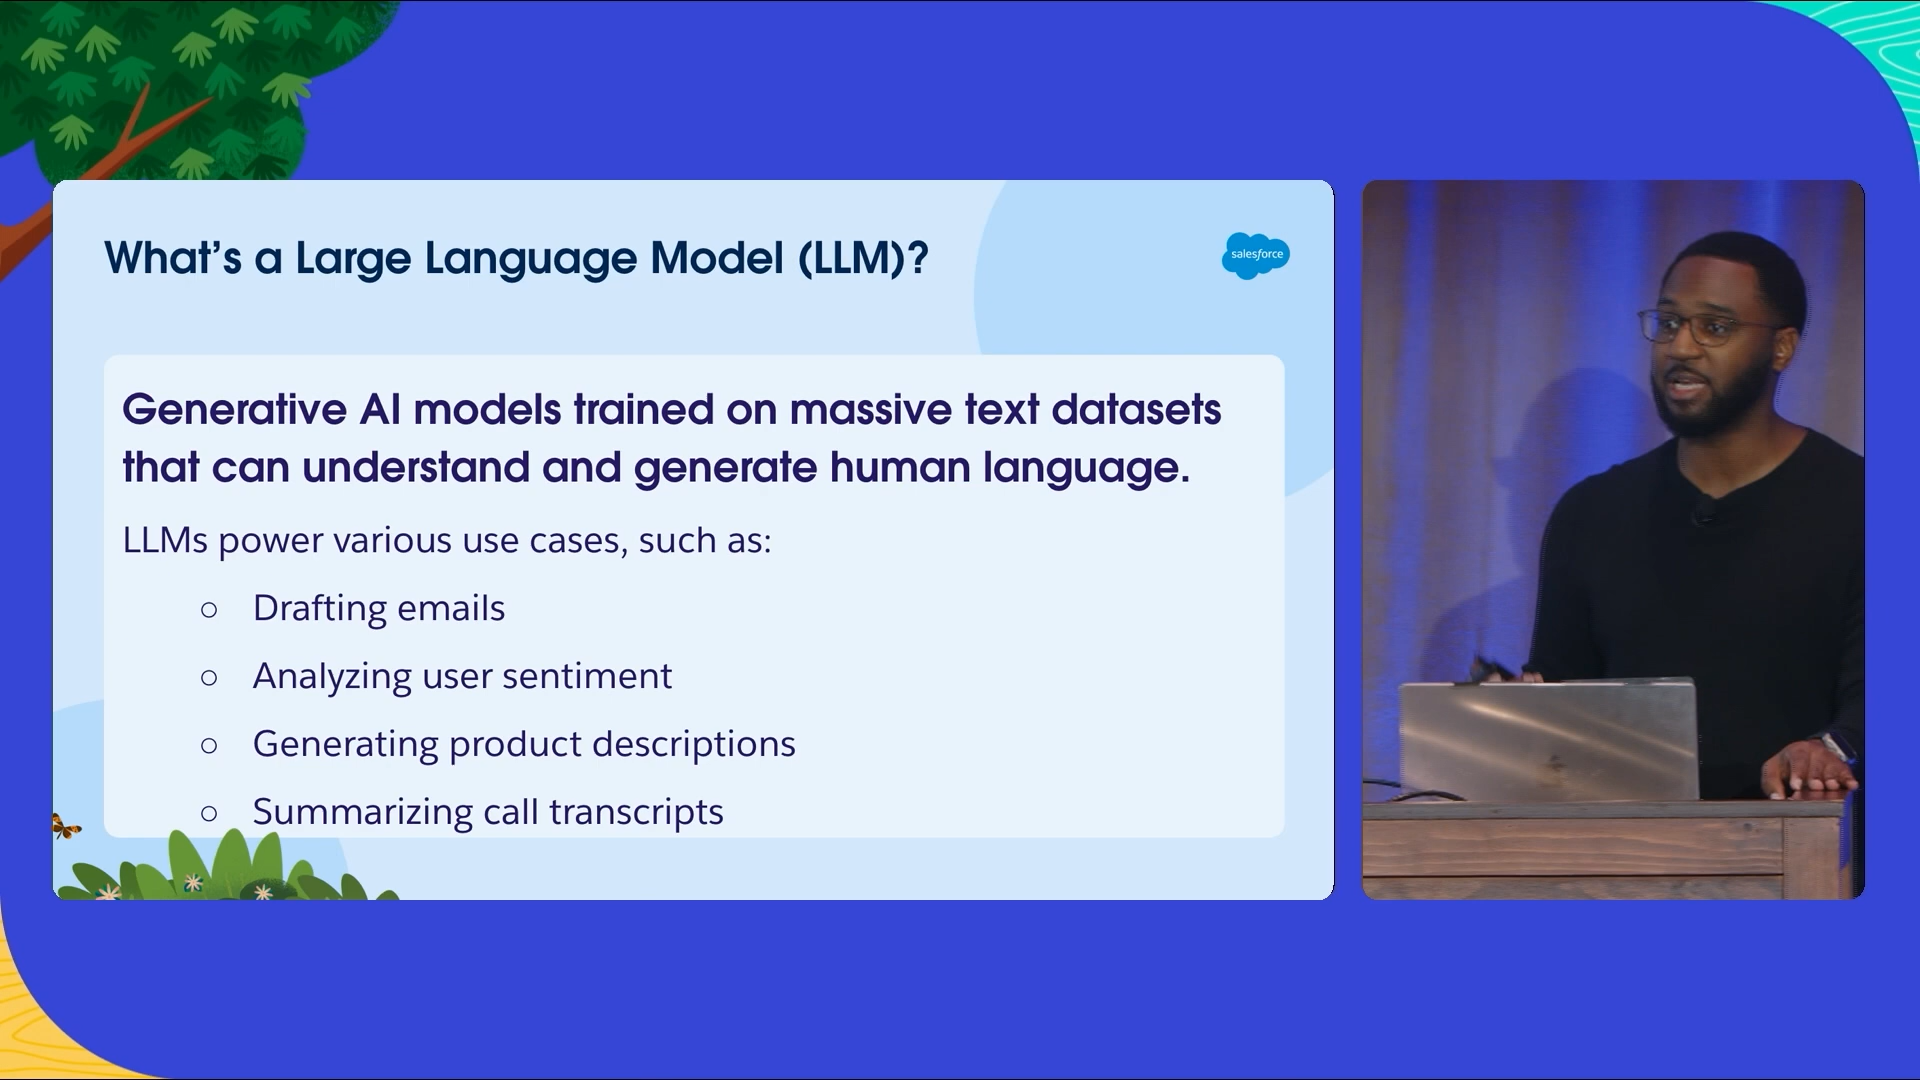 What's a Large Language Model (LLM)?
salesforce
Generative AI models trained on massive text datasets
that can understand and generate human language.
LLMs power various use cases, such as:
○ Drafting emails
○ Analyzing user sentiment
○ Generating product descriptions
○ Summarizing call transcripts